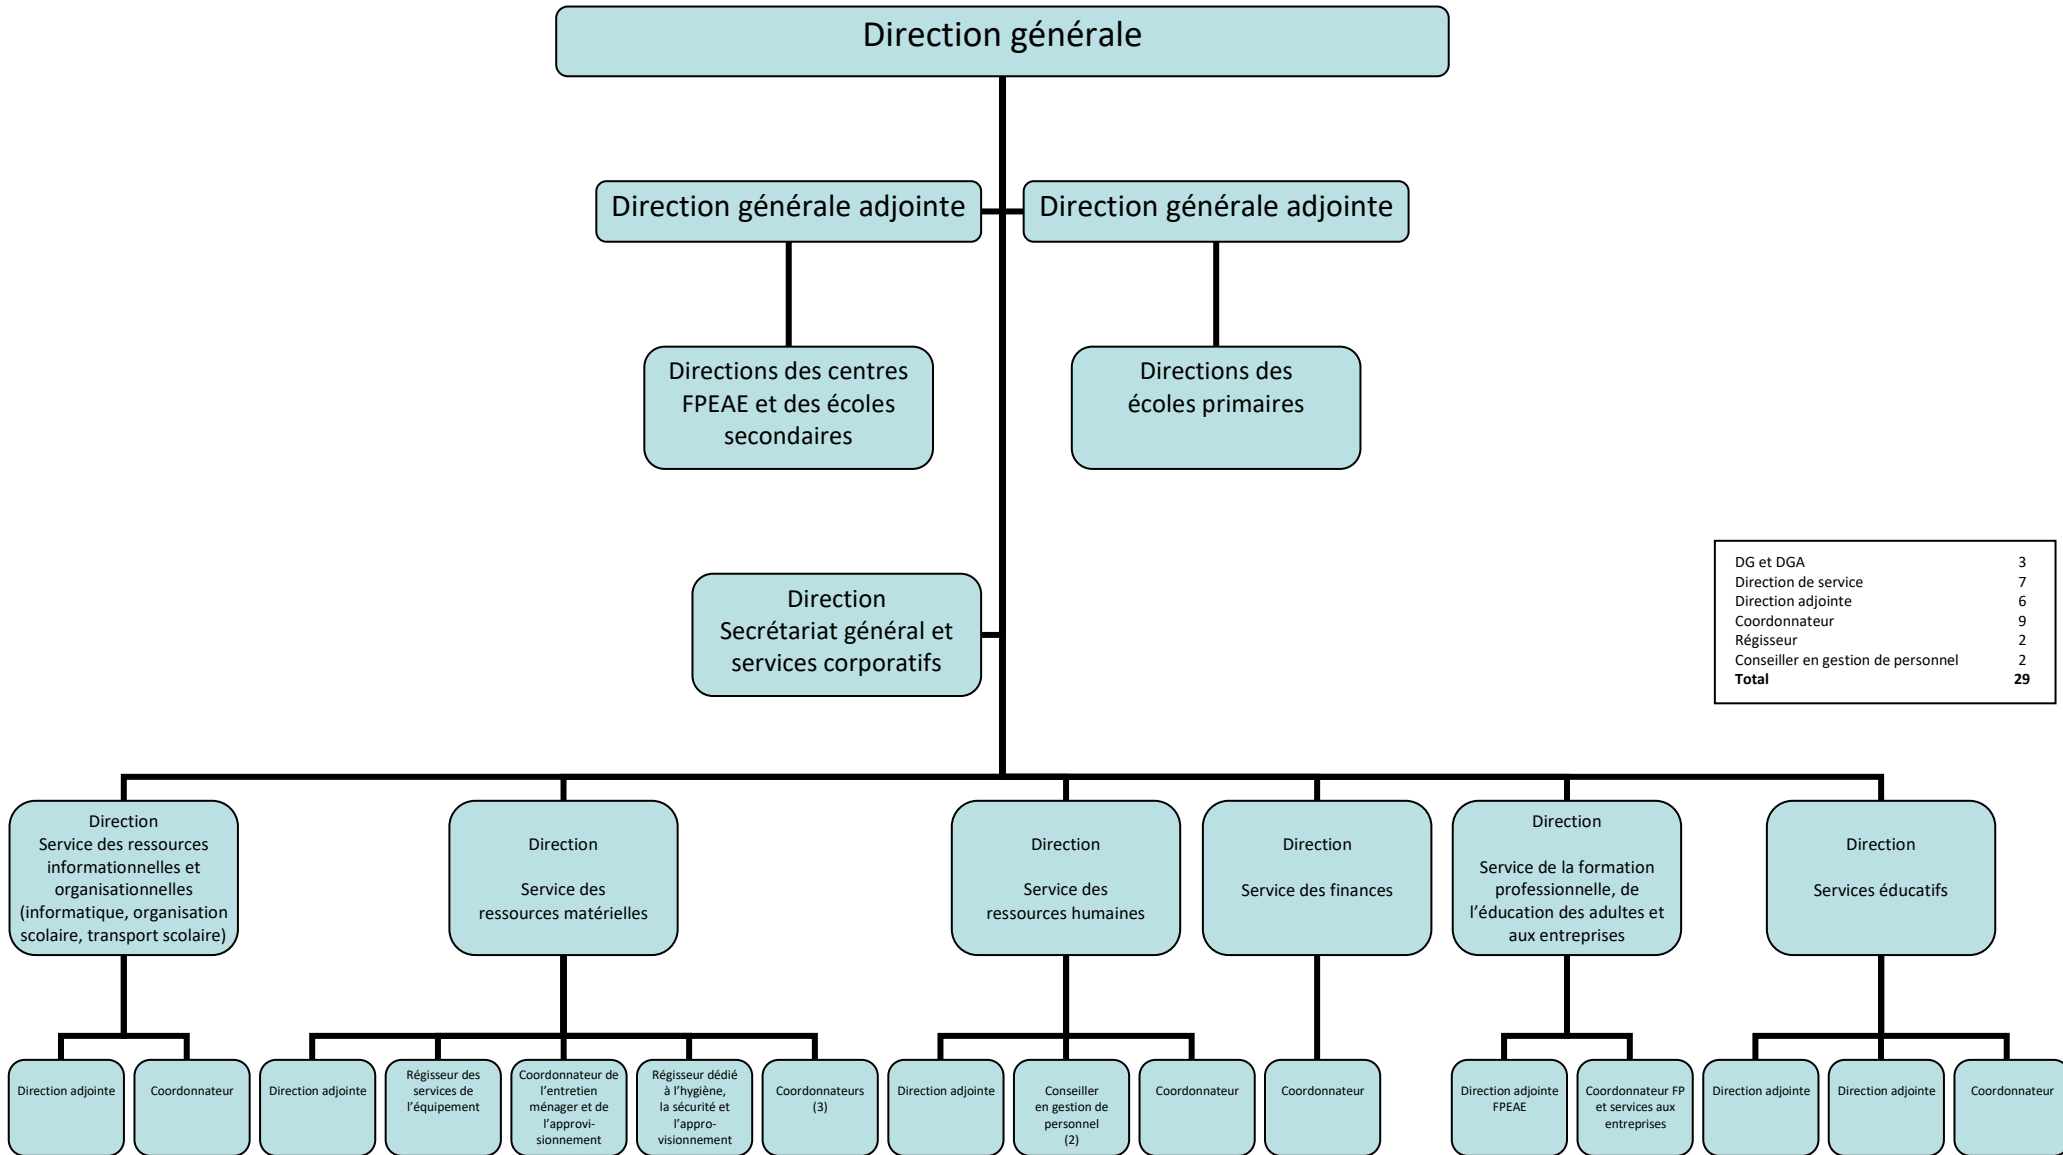 Direction générale
Direction générale adjointe
Direction générale adjointe
Directions des centres
FPEAE et des écoles
secondaires
Directions des
écoles primaires
DG et DGA 3
Direction de service 7
Direction adjointe 6
Coordonnateur 9
Régisseur 2
Conseiller en gestion de personnel 2
Total 29
Direction
Secrétariat général et
services corporatifs
Direction
Service des ressources
informationnelles et
organisationnelles
(informatique, organisation
scolaire, transport scolaire)
Direction
Service des
ressources matérielles
Direction
Service des
ressources humaines
Direction
Service des finances
Direction
Service de la formation
professionnelle, de
l’éducation des adultes et
aux entreprises
Direction
Services éducatifs
Direction adjointe
Coordonnateur
Direction adjointe
Régisseur des
services de
l’équipement
Coordonnateur de
l’entretien
ménager et de
l’approvi-
sionnement
Régisseur dédié
à l’hygiène,
la sécurité et
l’appro-
visionnement
Coordonnateurs
(3)
Direction adjointe
Conseiller
en gestion de
personnel
(2)
Coordonnateur
Coordonnateur
Direction adjointe
FPEAE
Coordonnateur FP
et services aux
entreprises
Direction adjointe
Direction adjointe
Coordonnateur